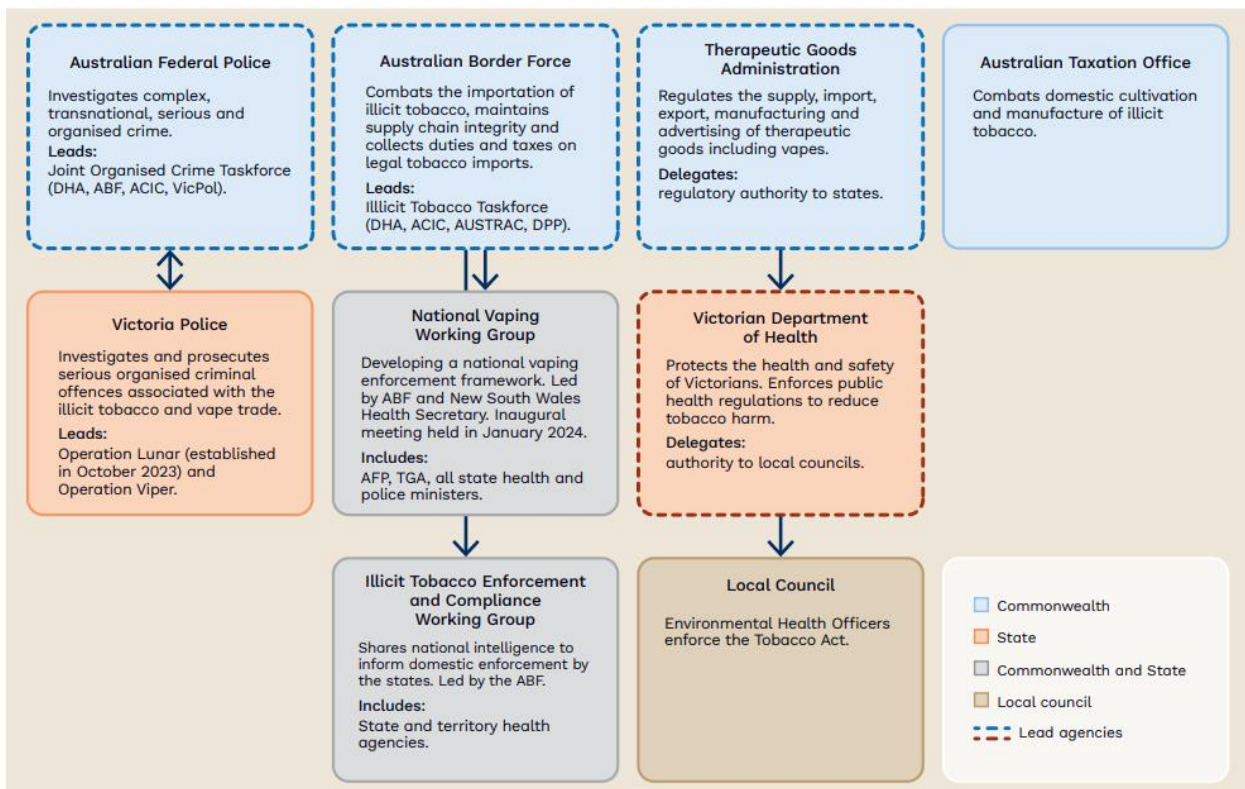 Australian Federal Police
Investigates complex,
transnational, serious and
organised crime.
Leads:
Joint Organised Crime Taskforce
(DHA, ABF, ACIC, VicPol).
Australian Border Force
Combats the importation of
illicit tobacco, maintains
supply chain integrity and
collects duties and taxes on
legal tobacco imports.
Leads:
Illlicit Tobacco Taskforce
(DHA, ACIC, AUSTRAC, DPP).
Therapeutic Goods
Administration
Regulates the supply, import,
export, manufacturing and
advertising of therapeutic
goods including vapes.
Delegates:
regulatory authority to states.
Australian Taxation Office
Combats domestic cultivation
and manufacture of illicit
tobacco.
Victoria Police
Investigates and prosecutes
serious organised criminal
offences associated with the
illicit tobacco and vape trade.
Leads:
Operation Lunar (established
in October 2023) and
Operation Viper.
National Vaping
Working Group
Developing a national vaping
enforcement framework. Led
by ABF and New South Wales
Health Secretary. Inaugural
meeting held in January 2024.
Includes:
AFP, TGA, all state health and
police ministers.
Victorian Department
of Health
Protects the health and safety
of Victorians. Enforces public
health regulations to reduce
tobacco harm.
Delegates:
authority to local councils.
Illicit Tobacco Enforcement
and Compliance
Working Group
Shares national intelligence to
inform domestic enforcement by
the states. Led by the ABF.
Includes:
State and territory health
agencies.
Local Council
Environmental Health Officers
enforce the Tobacco Act.
Commonwealth
State
Commonwealth and State
Local council
Lead agencies